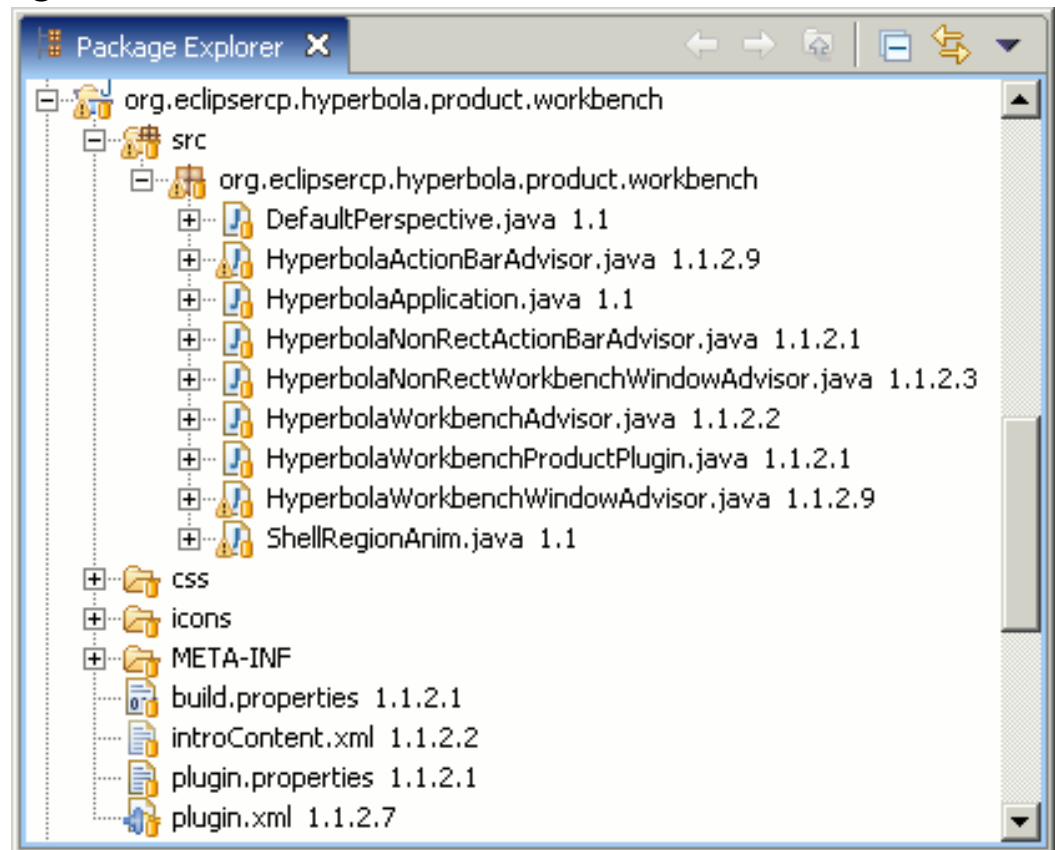 Package Explorer
org.eclipsercp.hyperbola.product.workbench
src
org.eclipsercp.hyperbola.product.workbench
DefaultPerspective.java 1.1
HyperbolaActionBarAdvisor.java 1.1.2.9
HyperbolaApplication.java 1.1
HyperbolaNonRectActionBarAdvisor.java 1.1.2.1
HyperbolaNonRectWorkbenchWindowAdvisor.java 1.1.2.3
HyperbolaWorkbenchAdvisor.java 1.1.2.2
HyperbolaWorkbenchProductPlugin.java 1.1.2.1
HyperbolaWorkbenchWindowAdvisor.java 1.1.2.9
ShellRegionAnim.java 1.1
css
icons
META-INF
build.properties 1.1.2.1
introContent.xml 1.1.2.2
plugin.properties 1.1.2.1
plugin.xml 1.1.2.7